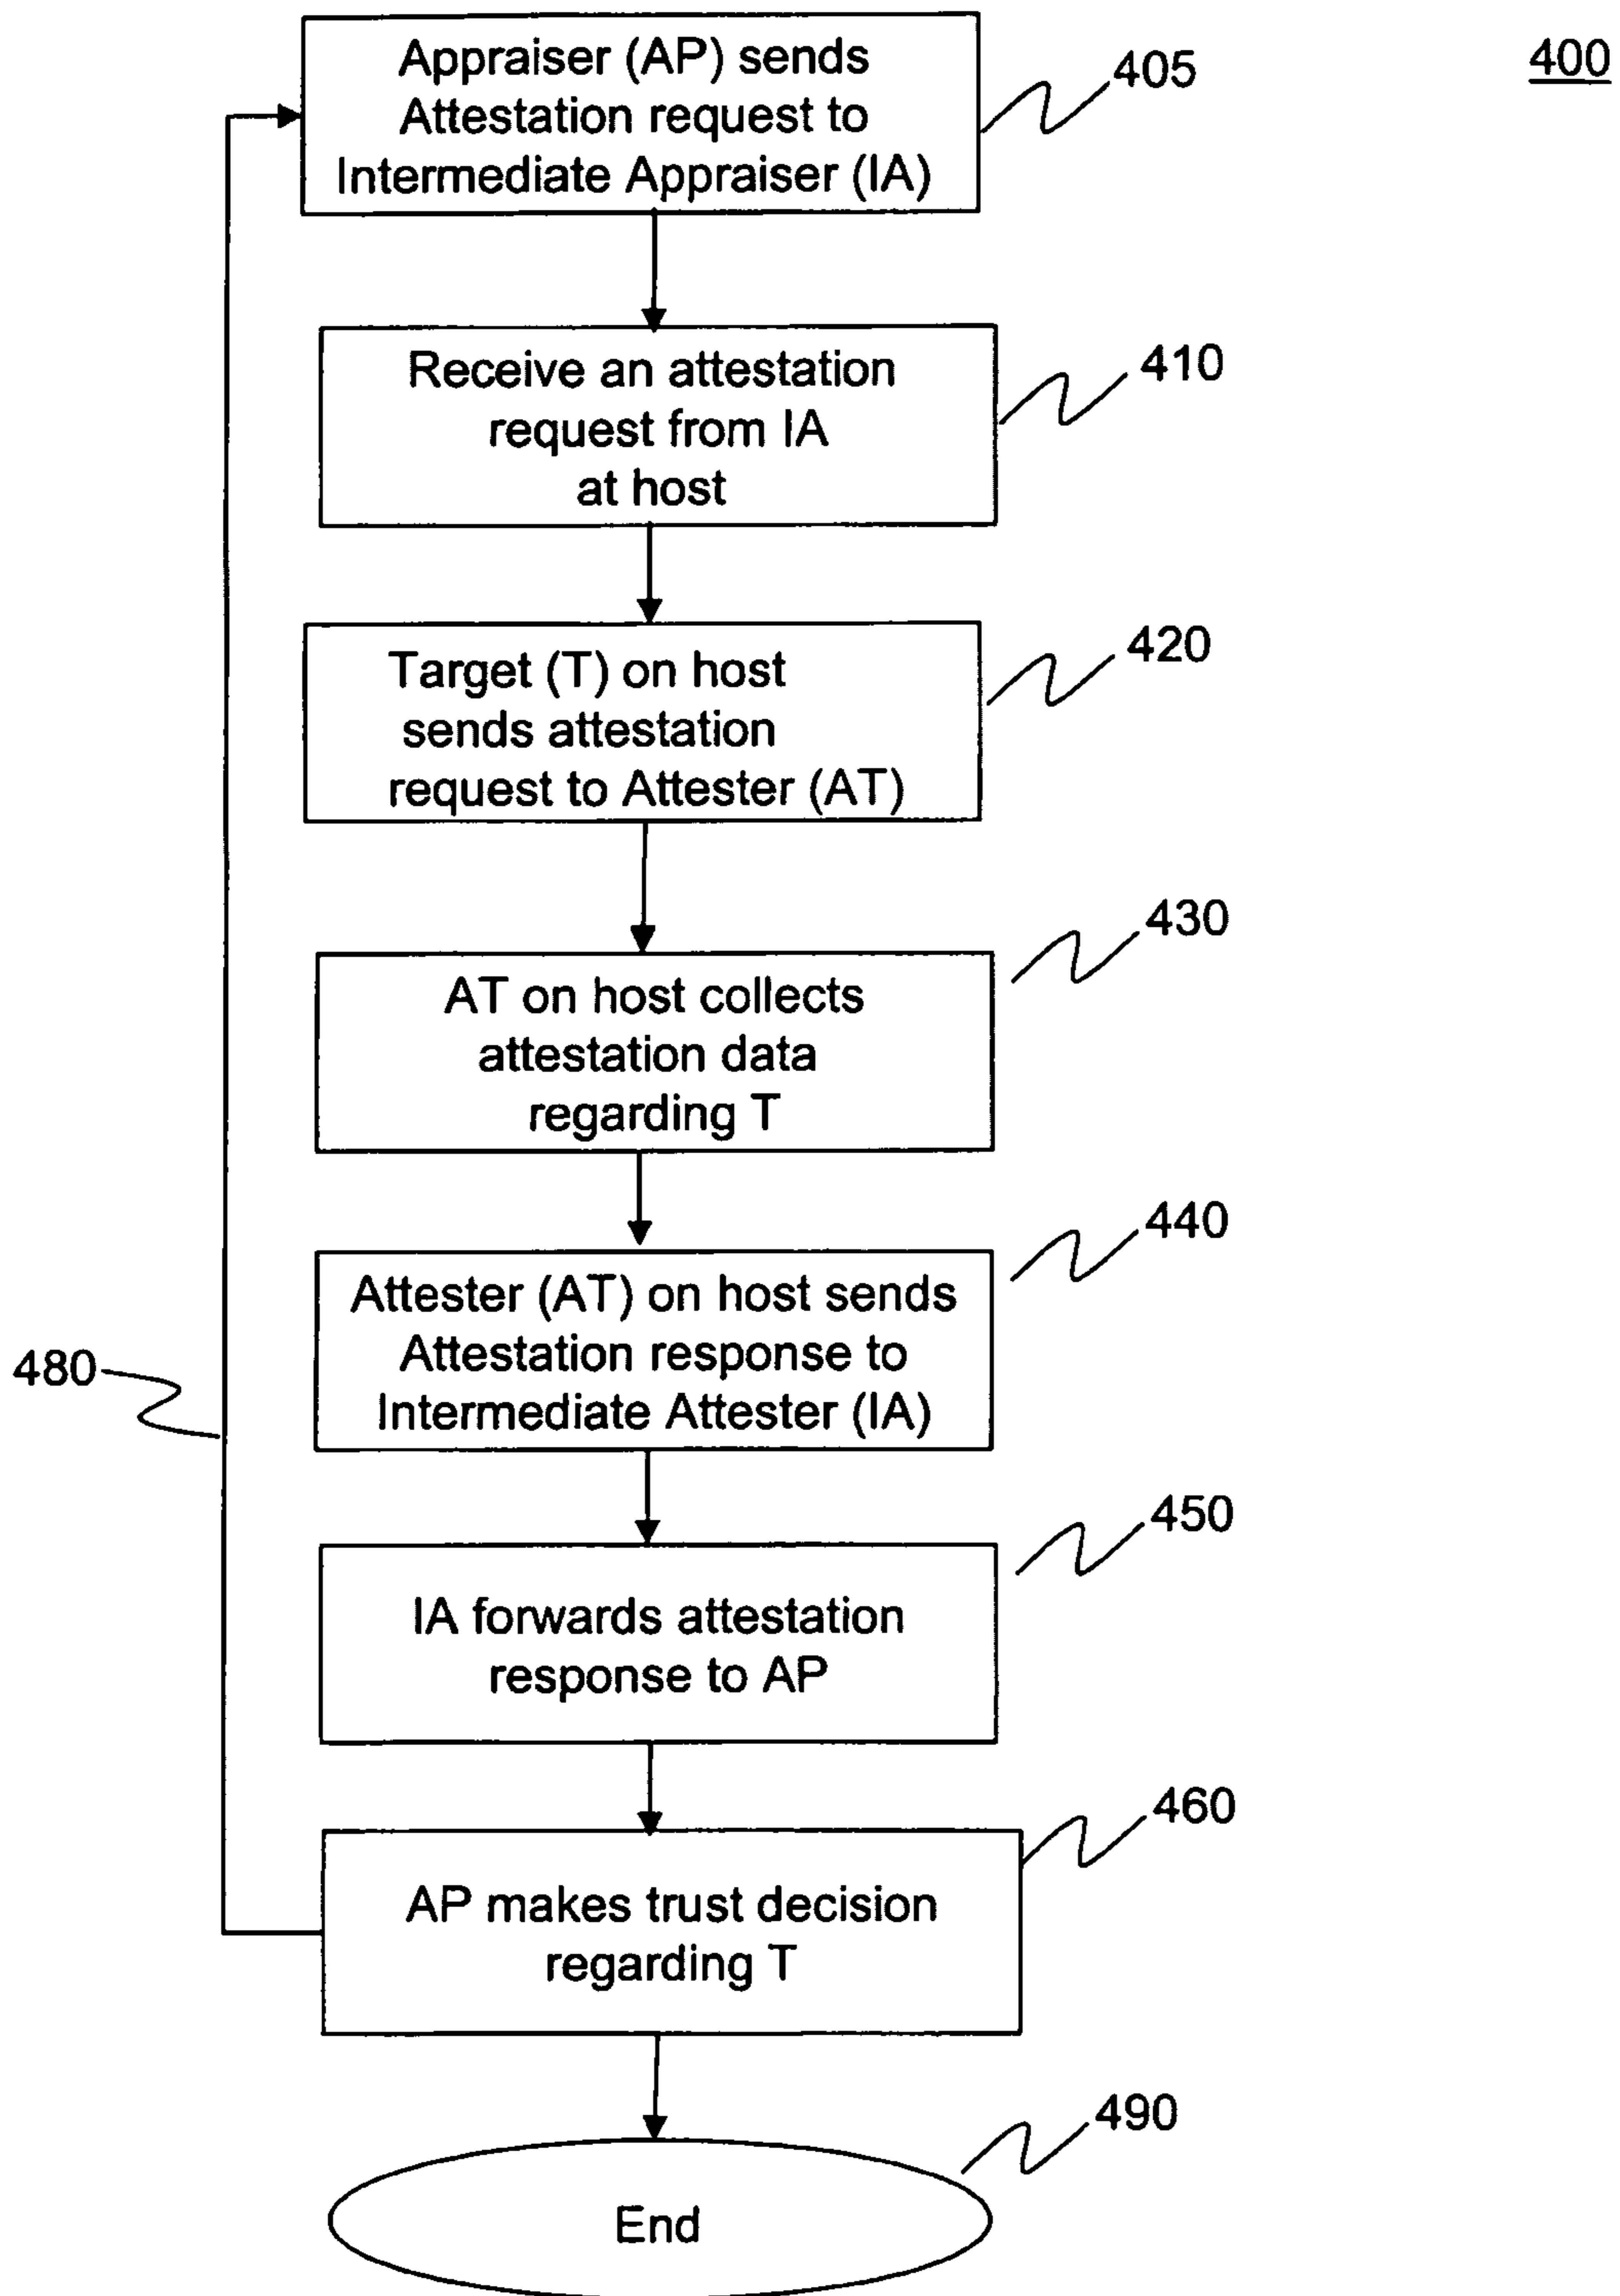 400
Appraiser (AP) sends
Attestation request to
Intermediate Appraiser (IA)
405
Receive an attestation
request from IA
at host
410
Target (T) on host
sends attestation
request to Attester (AT)
420
AT on host collects
attestation data
regarding T
430
Attester (AT) on host sends
Attestation response to
Intermediate Attester (IA)
440
480
IA forwards attestation
response to AP
450
AP makes trust decision
regarding T
460
End
490